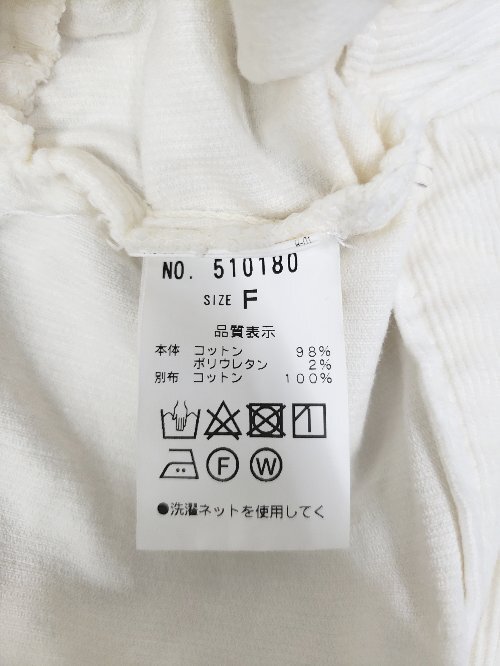 NO. 510180
SIZE F
品質表示
本体 コットン 98%
ポリウレタン 2%
別布 コットン 100%
F W
●洗濯ネットを使用してく